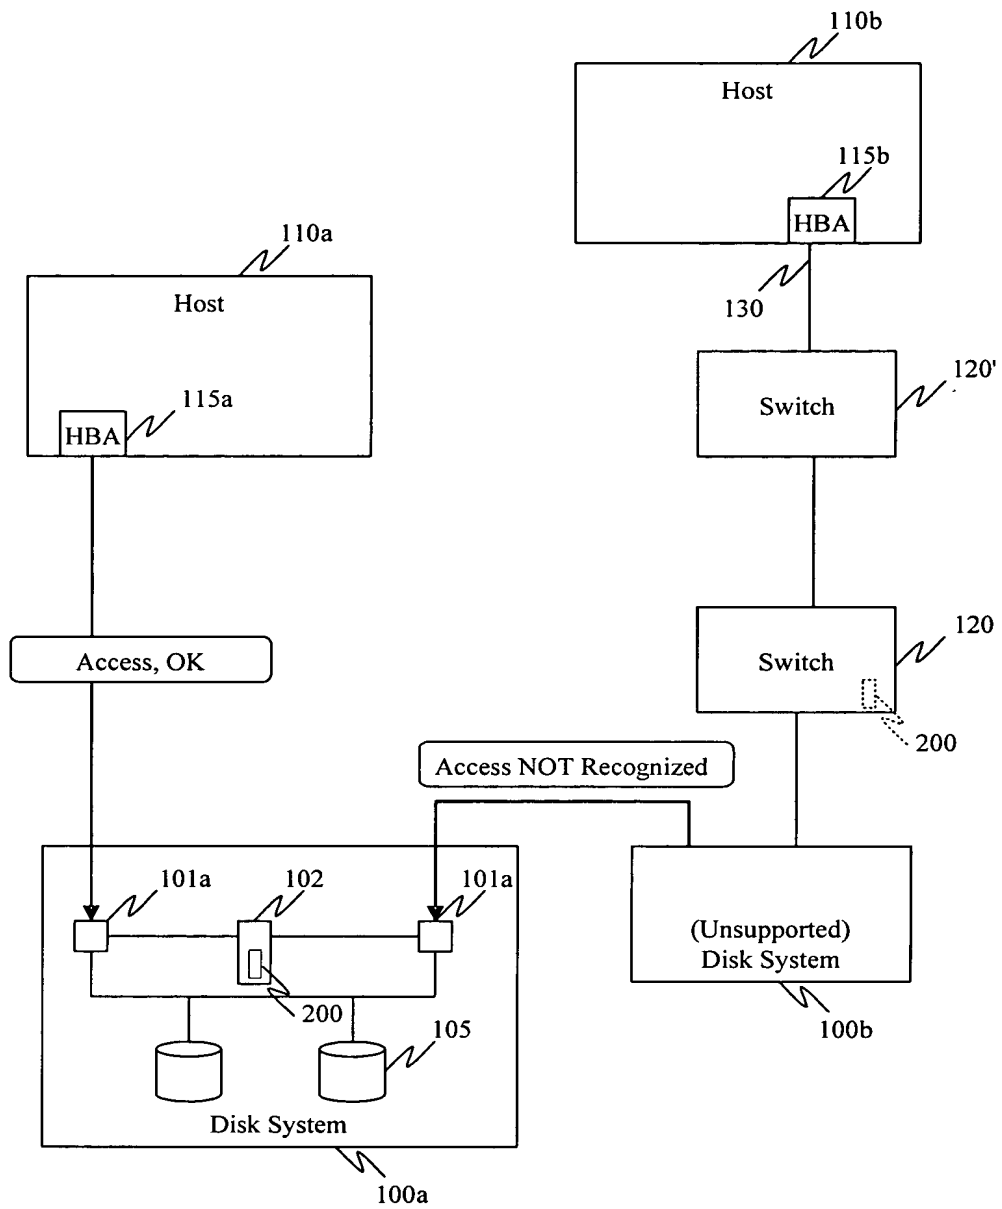 110b
Host
115b
HBA
130
110a
Host
115a
HBA
120'
Switch
120
Switch
200
Access, OK
Access NOT Recognized
101a
102
101a
200
105
Disk System
100a
(Unsupported)
Disk System
100b